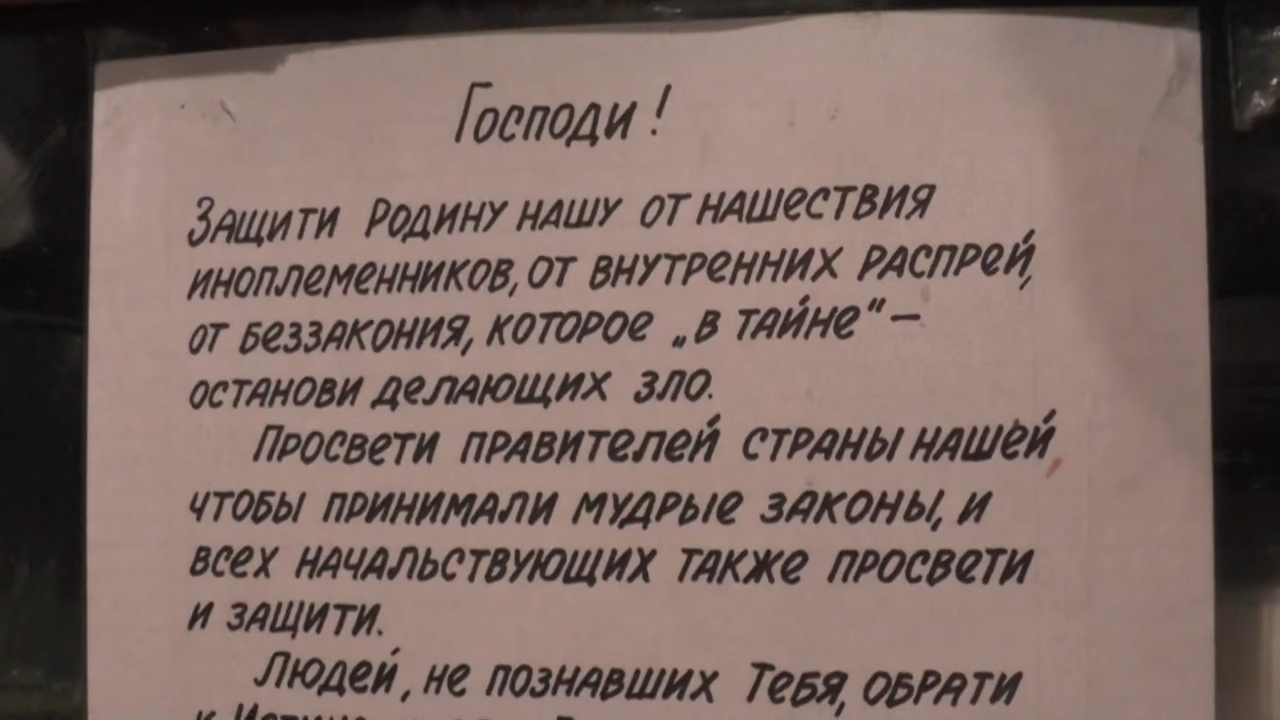 Господи!
Защити Родину нашу от нашествия
иноплеменников, от внутренних распрей,
от беззакония, которое „в тайне“ –
останови делающих зло.
Просвети правителей страны нашей,
чтобы принимали мудрые законы, и
всех начальствующих также просвети
и защити.
Людей, не познавших Тебя, обрати